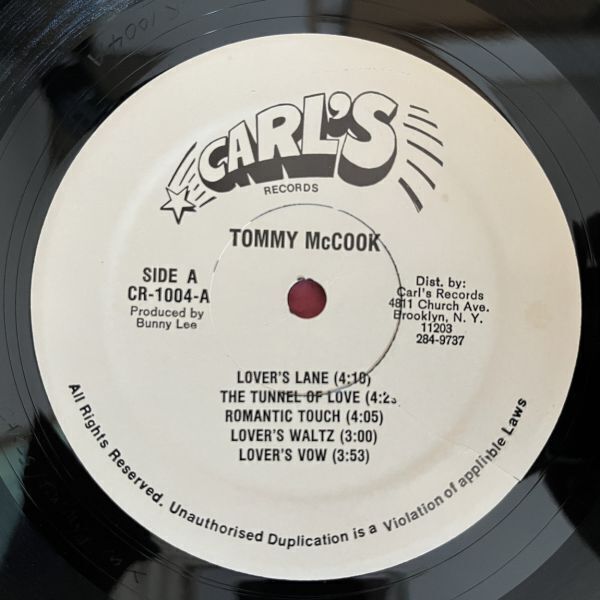 CARL'S
RECORDS
TOMMY McCOOK
SIDE A
CR-1004-A
Produced by
Bunny Lee
Dist. by:
Carl's Records
4811 Church Ave.
Brooklyn, N. Y.
11203
284-9737
LOVER'S LANE (4:10)
THE TUNNEL OF LOVE
ROMANTIC TOUCH (4:05)
LOVER'S WALTZ (3:00)
LOVER'S VOW (3:53)
All Rights Reserved. Unauthorised Duplication is a Violation of Laws